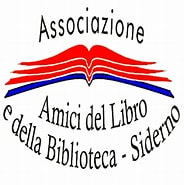 Associazione
Amici del Libro
e della Biblioteca - Siderno